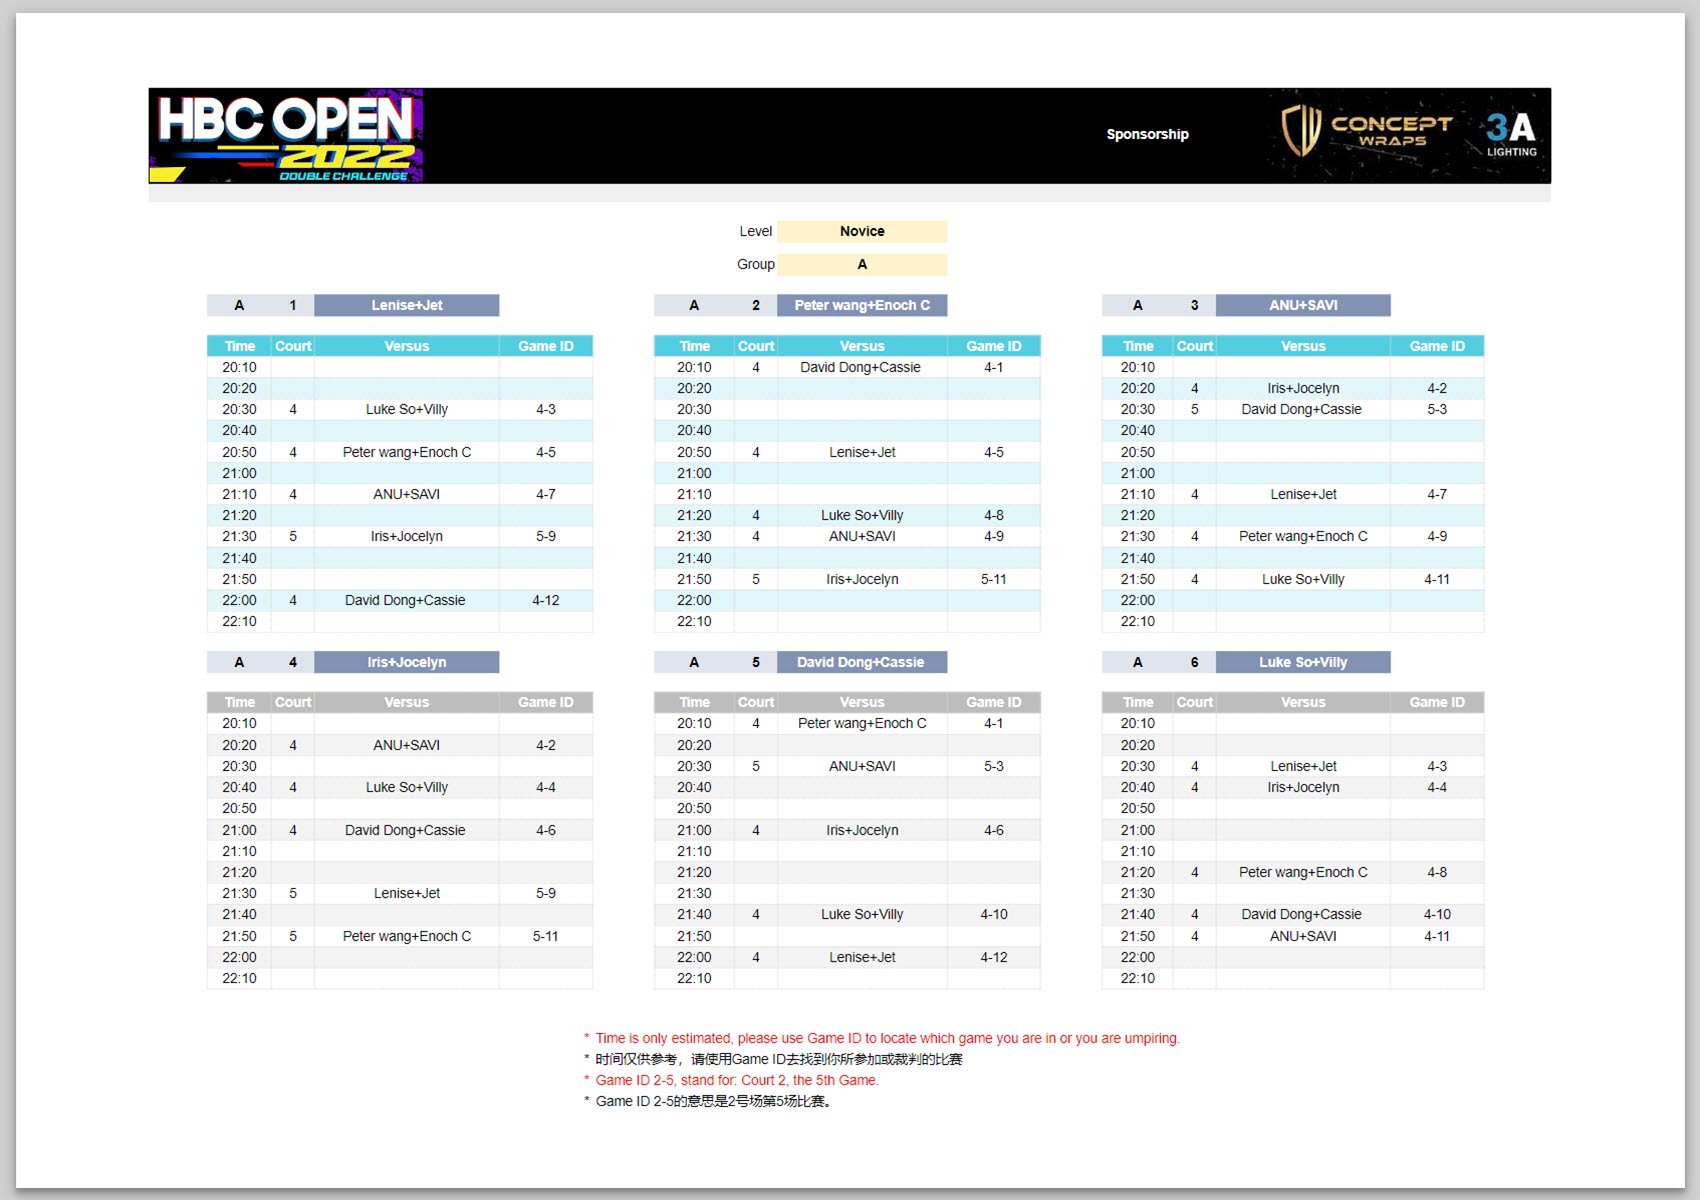 HBC OPEN
2022
DOUBLE CHALLENGE
Sponsorship
CONCEPT
WRAPS
3A
LIGHTING
Level Novice
Group A
A 1 Lenise+Jet
Time Court Versus Game ID
20:10
20:20
20:30 4 Luke So+Villy 4-3
20:40
20:50 4 Peter wang+Enoch C 4-5
21:00
21:10 4 ANU+SAVI 4-7
21:20
21:30 5 Iris+Jocelyn 5-9
21:40
21:50
22:00 4 David Dong+Cassie 4-12
22:10
A 2 Peter wang+Enoch C
Time Court Versus Game ID
20:10 4 David Dong+Cassie 4-1
20:20
20:30
20:40
20:50 4 Lenise+Jet 4-5
21:00
21:10
21:20 4 Luke So+Villy 4-8
21:30 4 ANU+SAVI 4-9
21:40
21:50 5 Iris+Jocelyn 5-11
22:00
22:10
A 3 ANU+SAVI
Time Court Versus Game ID
20:10
20:20 4 Iris+Jocelyn 4-2
20:30 5 David Dong+Cassie 5-3
20:40
20:50
21:00
21:10 4 Lenise+Jet 4-7
21:20
21:30 4 Peter wang+Enoch C 4-9
21:40
21:50 4 Luke So+Villy 4-11
22:00
22:10
A 4 Iris+Jocelyn
Time Court Versus Game ID
20:10
20:20 4 ANU+SAVI 4-2
20:30
20:40 4 Luke So+Villy 4-4
20:50
21:00 4 David Dong+Cassie 4-6
21:10
21:20
21:30 5 Lenise+Jet 5-9
21:40
21:50 5 Peter wang+Enoch C 5-11
22:00
22:10
A 5 David Dong+Cassie
Time Court Versus Game ID
20:10 4 Peter wang+Enoch C 4-1
20:20
20:30 5 ANU+SAVI 5-3
20:40
20:50
21:00 4 Iris+Jocelyn 4-6
21:10
21:20
21:30
21:40 4 Luke So+Villy 4-10
21:50
22:00 4 Lenise+Jet 4-12
22:10
A 6 Luke So+Villy
Time Court Versus Game ID
20:10
20:20
20:30 4 Lenise+Jet 4-3
20:40 4 Iris+Jocelyn 4-4
20:50
21:00
21:10
21:20 4 Peter wang+Enoch C 4-8
21:30
21:40 4 David Dong+Cassie 4-10
21:50 4 ANU+SAVI 4-11
22:00
22:10
* Time is only estimated, please use Game ID to locate which game you are in or you are umpiring.
* 时间仅供参考，请使用Game ID去找到你所参加或裁判的比赛
* Game ID 2-5, stand for: Court 2, the 5th Game.
* Game ID 2-5的意思是2号场第5场比赛。